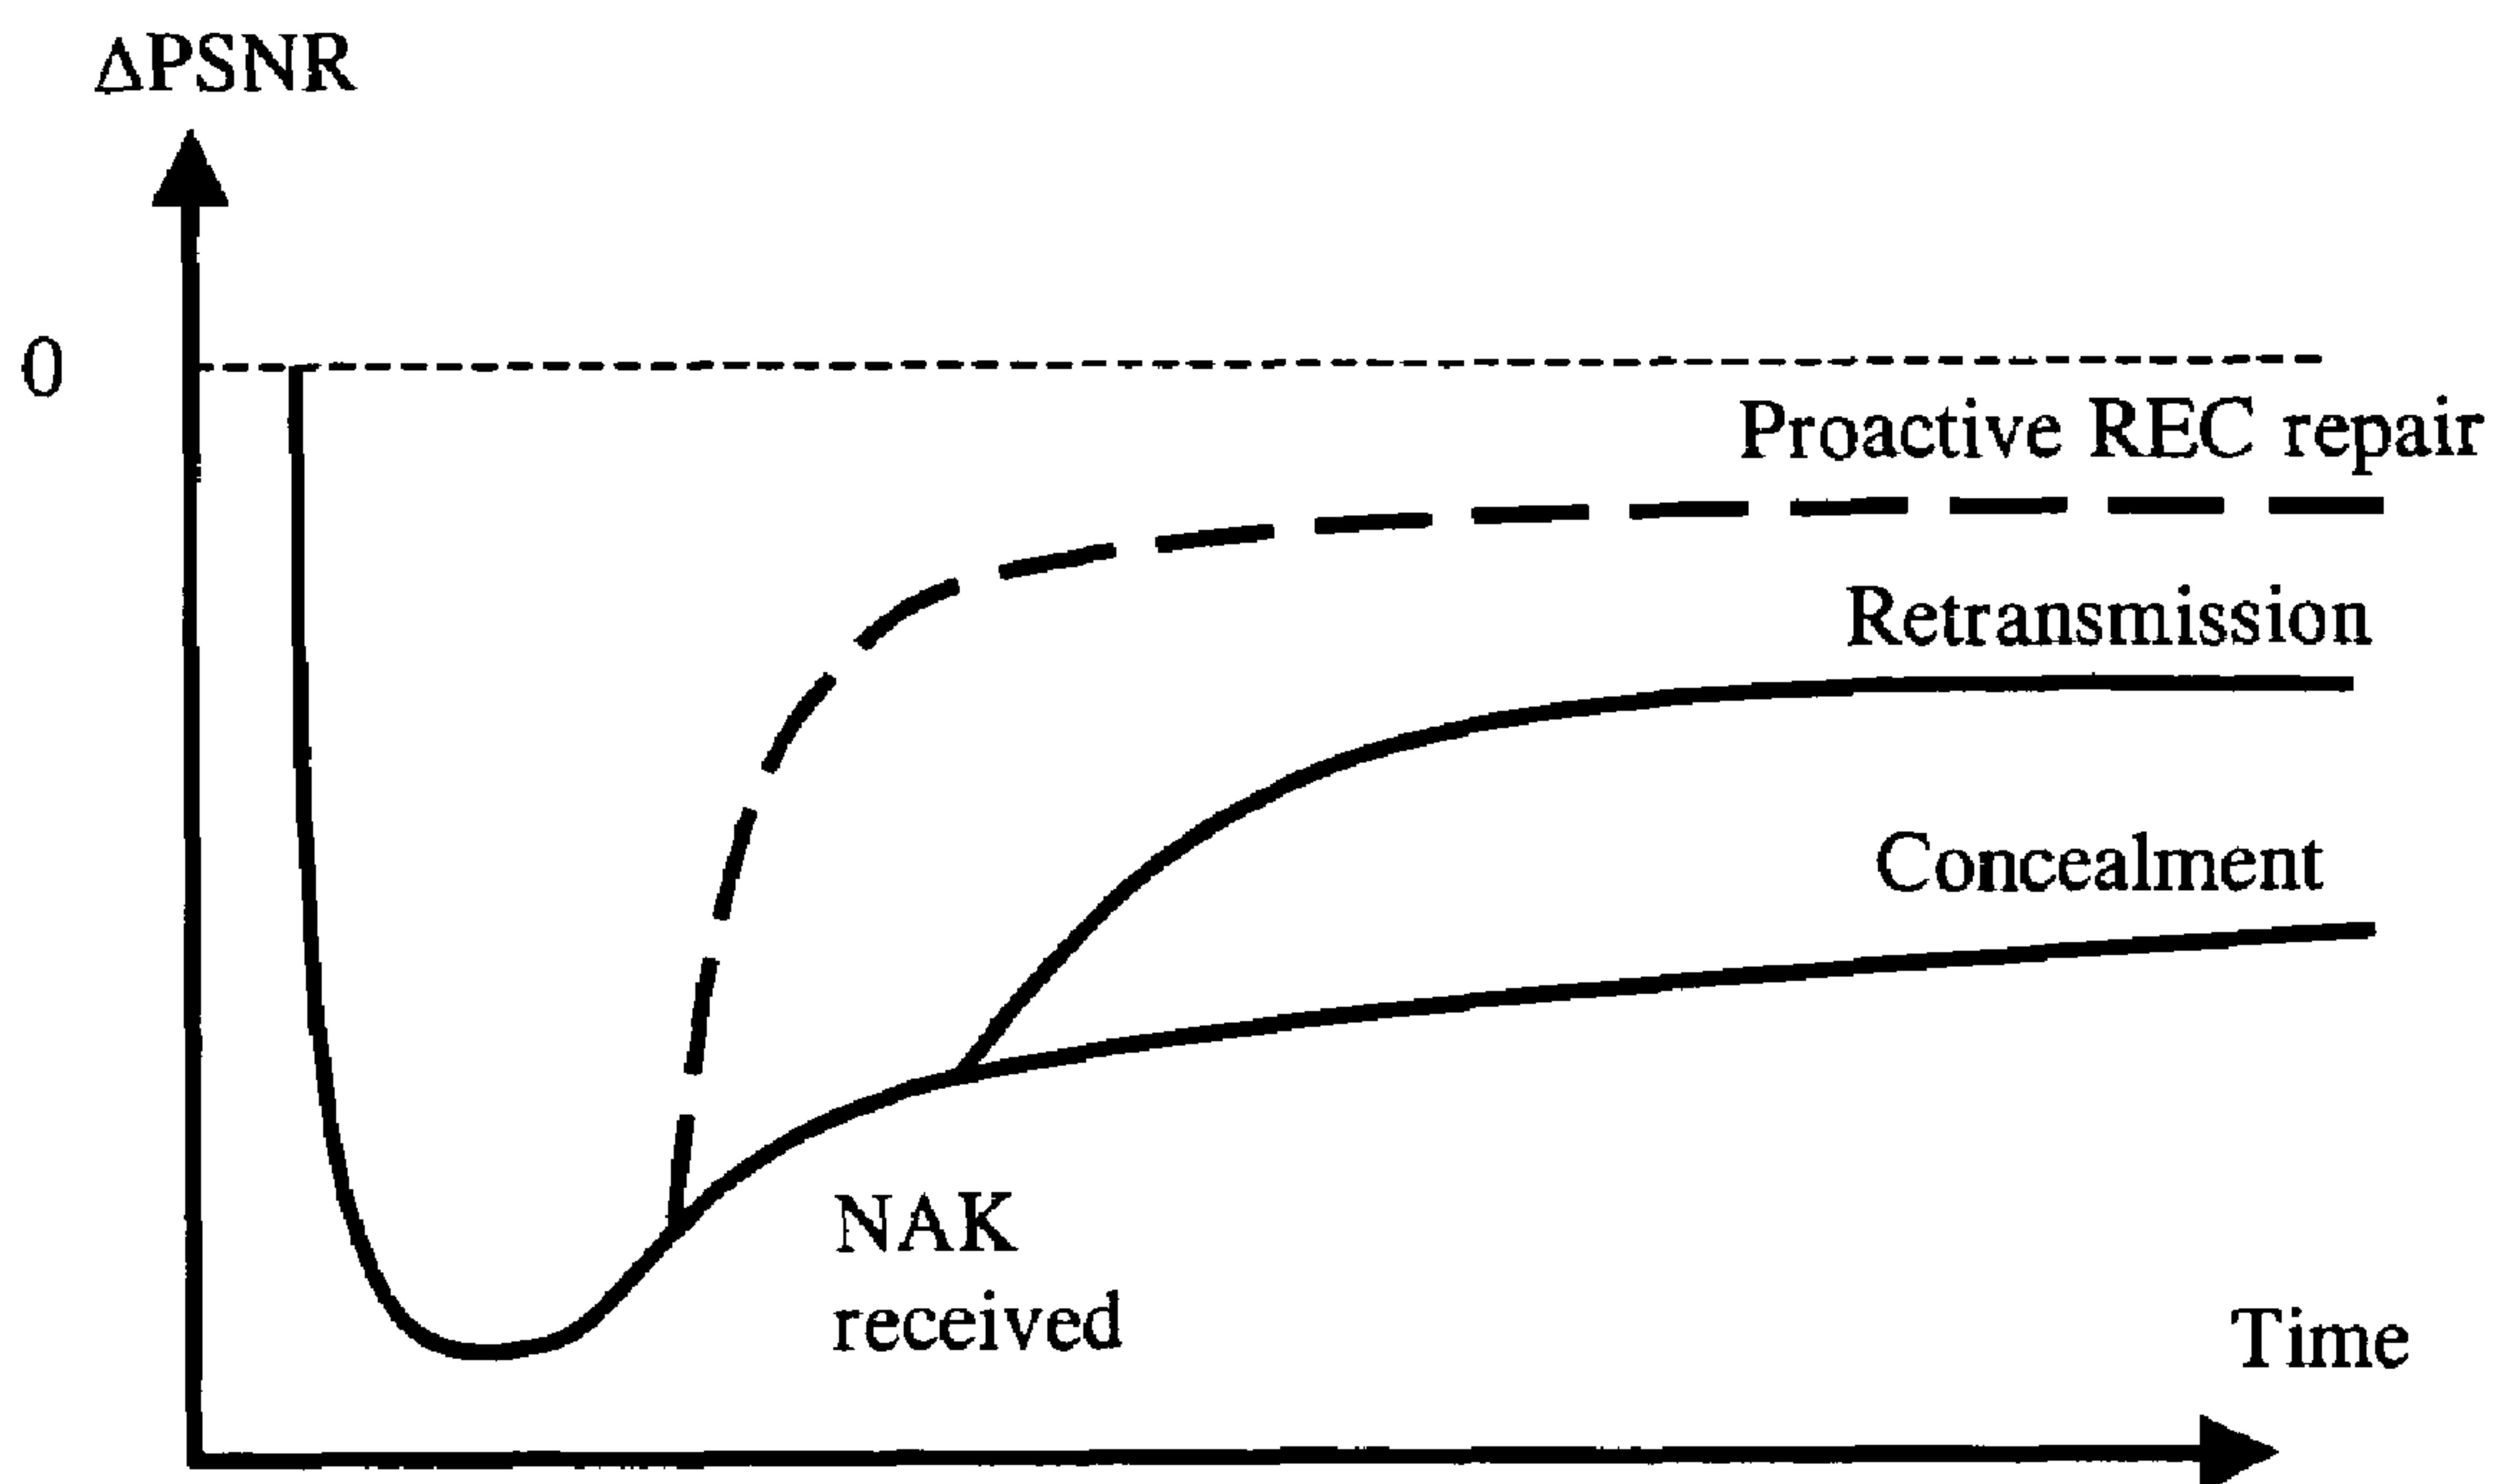 ΔPSNR
0
Proactive REC repair
Retransmission
Concealment
NAK
received
Time